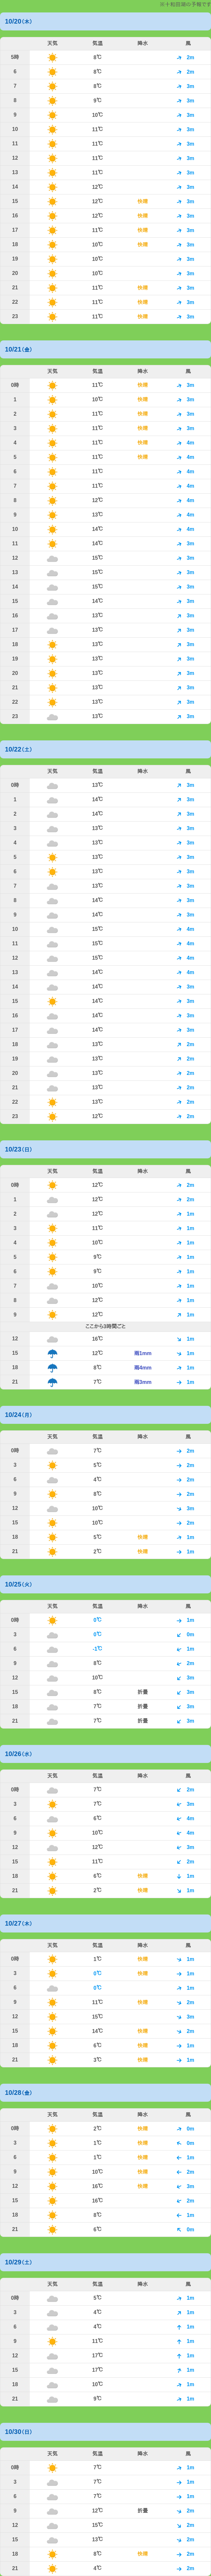 ※十和田湖の予報です
10/20(木)
天気 気温 降水 風
5時 8℃ 2m
6 8℃ 2m
7 8℃ 3m
8 9℃ 3m
9 10℃ 3m
10 11℃ 3m
11 11℃ 3m
12 11℃ 3m
13 11℃ 3m
14 12℃ 3m
15 12℃ 快晴 3m
16 12℃ 快晴 3m
17 11℃ 快晴 3m
18 10℃ 快晴 3m
19 10℃ 3m
20 10℃ 3m
21 11℃ 快晴 3m
22 11℃ 快晴 3m
23 11℃ 快晴 3m
10/21(金)
天気 気温 降水 風
0時 11℃ 快晴 3m
1 10℃ 快晴 3m
2 11℃ 快晴 3m
3 11℃ 快晴 3m
4 11℃ 快晴 4m
5 11℃ 快晴 4m
6 11℃ 4m
7 11℃ 4m
8 12℃ 4m
9 13℃ 4m
10 14℃ 4m
11 14℃ 3m
12 15℃ 3m
13 15℃ 3m
14 15℃ 3m
15 14℃ 3m
16 13℃ 3m
17 13℃ 3m
18 13℃ 3m
19 13℃ 3m
20 13℃ 3m
21 13℃ 3m
22 13℃ 3m
23 13℃ 3m
10/22(土)
天気 気温 降水 風
0時 13℃ 3m
1 14℃ 3m
2 14℃ 3m
3 13℃ 3m
4 13℃ 3m
5 13℃ 3m
6 13℃ 3m
7 13℃ 3m
8 14℃ 3m
9 14℃ 3m
10 15℃ 4m
11 15℃ 4m
12 15℃ 4m
13 14℃ 4m
14 14℃ 3m
15 14℃ 3m
16 14℃ 3m
17 14℃ 3m
18 13℃ 2m
19 13℃ 2m
20 13℃ 2m
21 13℃ 2m
22 13℃ 2m
23 12℃ 2m
10/23(日)
天気 気温 降水 風
0時 12℃ 2m
1 12℃ 2m
2 12℃ 1m
3 11℃ 1m
4 10℃ 1m
5 9℃ 1m
6 9℃ 1m
7 10℃ 1m
8 12℃ 1m
9 12℃ 1m
ここから3時間ごと
12 16℃ 1m
15 12℃ 雨1mm 1m
18 8℃ 雨4mm 1m
21 7℃ 雨3mm 1m
10/24(月)
天気 気温 降水 風
0時 7℃ 2m
3 5℃ 2m
6 4℃ 2m
9 8℃ 2m
12 10℃ 3m
15 10℃ 2m
18 5℃ 快晴 1m
21 2℃ 快晴 1m
10/25(火)
天気 気温 降水 風
0時 0℃ 1m
3 0℃ 0m
6 -1℃ 1m
9 8℃ 2m
12 10℃ 3m
15 8℃ 折畳 3m
18 7℃ 折畳 3m
21 7℃ 折畳 3m
10/26(水)
天気 気温 降水 風
0時 7℃ 2m
3 7℃ 3m
6 6℃ 4m
9 10℃ 4m
12 12℃ 3m
15 11℃ 2m
18 6℃ 快晴 1m
21 2℃ 快晴 1m
10/27(木)
天気 気温 降水 風
0時 1℃ 快晴 1m
3 0℃ 快晴 1m
6 0℃ 1m
9 11℃ 快晴 2m
12 15℃ 3m
15 14℃ 快晴 2m
18 6℃ 快晴 1m
21 3℃ 快晴 1m
10/28(金)
天気 気温 降水 風
0時 2℃ 快晴 0m
3 1℃ 快晴 0m
6 1℃ 快晴 1m
9 10℃ 快晴 2m
12 16℃ 快晴 3m
15 16℃ 2m
18 8℃ 1m
21 6℃ 0m
10/29(土)
天気 気温 降水 風
0時 5℃ 1m
3 4℃ 1m
6 4℃ 1m
9 11℃ 1m
12 17℃ 1m
15 17℃ 1m
18 10℃ 1m
21 9℃ 1m
10/30(日)
天気 気温 降水 風
0時 7℃ 1m
3 7℃ 1m
6 7℃ 1m
9 12℃ 折畳 2m
12 15℃ 2m
15 13℃ 2m
18 8℃ 快晴 2m
21 4℃ 2m